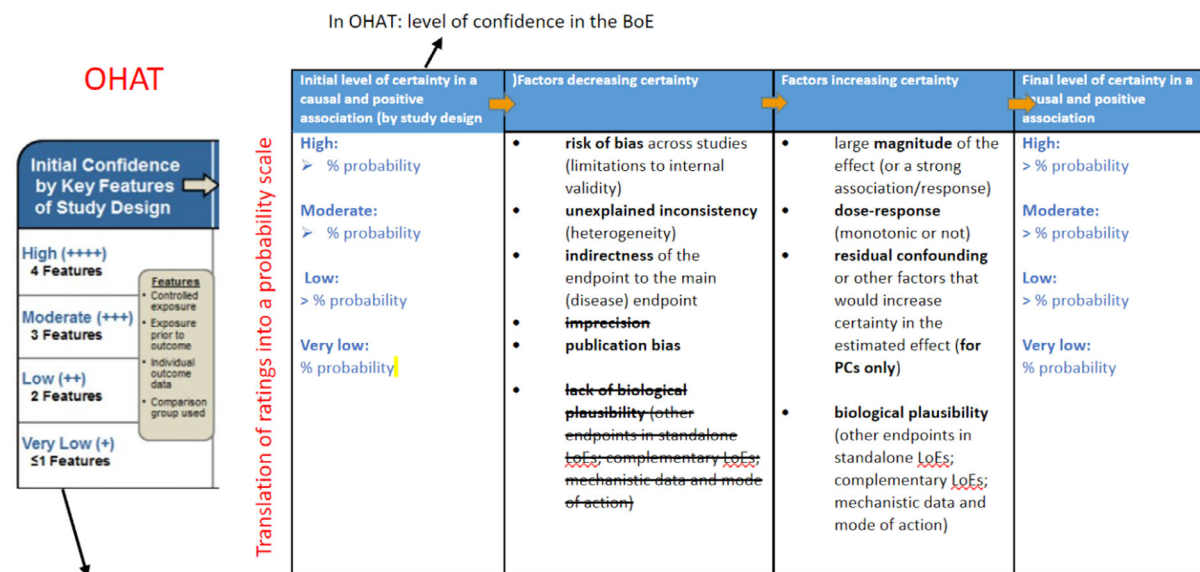 In OHAT: level of confidence in the BoE
OHAT
Initial Confidence
by Key Features
of Study Design
High (++++)
4 Features
Moderate (+++)
3 Features
Low (++)
2 Features
Very Low (+)
≤1 Features
Features
• Controlled
exposure
• Exposure
prior to
outcome
• Individual
outcome
data
• Comparison
group used
Translation of ratings into a probability scale
Initial level of certainty in a
causal and positive
association (by study design
High:
➢ % probability
Moderate:
➢ % probability
Low:
> % probability
Very low:
% probability
)Factors decreasing certainty
• risk of bias across studies
(limitations to internal
validity)
• unexplained inconsistency
(heterogeneity)
• indirectness of the
endpoint to the main
(disease) endpoint
• imprecision
• publication bias
• lack of biological
plausibility (other
endpoints in standalone
LoEs; complementary LoEs;
mechanistic data and mode
of action)
Factors increasing certainty
• large magnitude of the
effect (or a strong
association/response)
• dose-response
(monotonic or not)
• residual confounding
or other factors that
would increase
certainty in the
estimated effect (for
PCs only)
• biological plausibility
(other endpoints in
standalone LoEs;
complementary LoEs;
mechanistic data and
mode of action)
Final level of certainty in a
and positive
association
High:
> % probability
Moderate:
> % probability
Low:
> % probability
Very low:
% probability